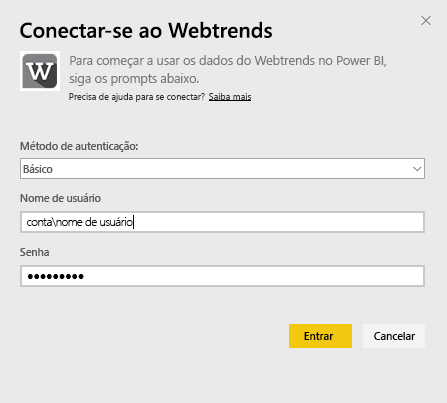 Conectar-se ao Webtrends
W
Para começar a usar os dados do Webtrends no Power BI,
siga os prompts abaixo.
Precisa de ajuda para se conectar? Saiba mais
Método de autenticação:
Básico
Nome de usuário
conta\nome de usuário
Senha
●●●●●●●●●
Entrar
Cancelar